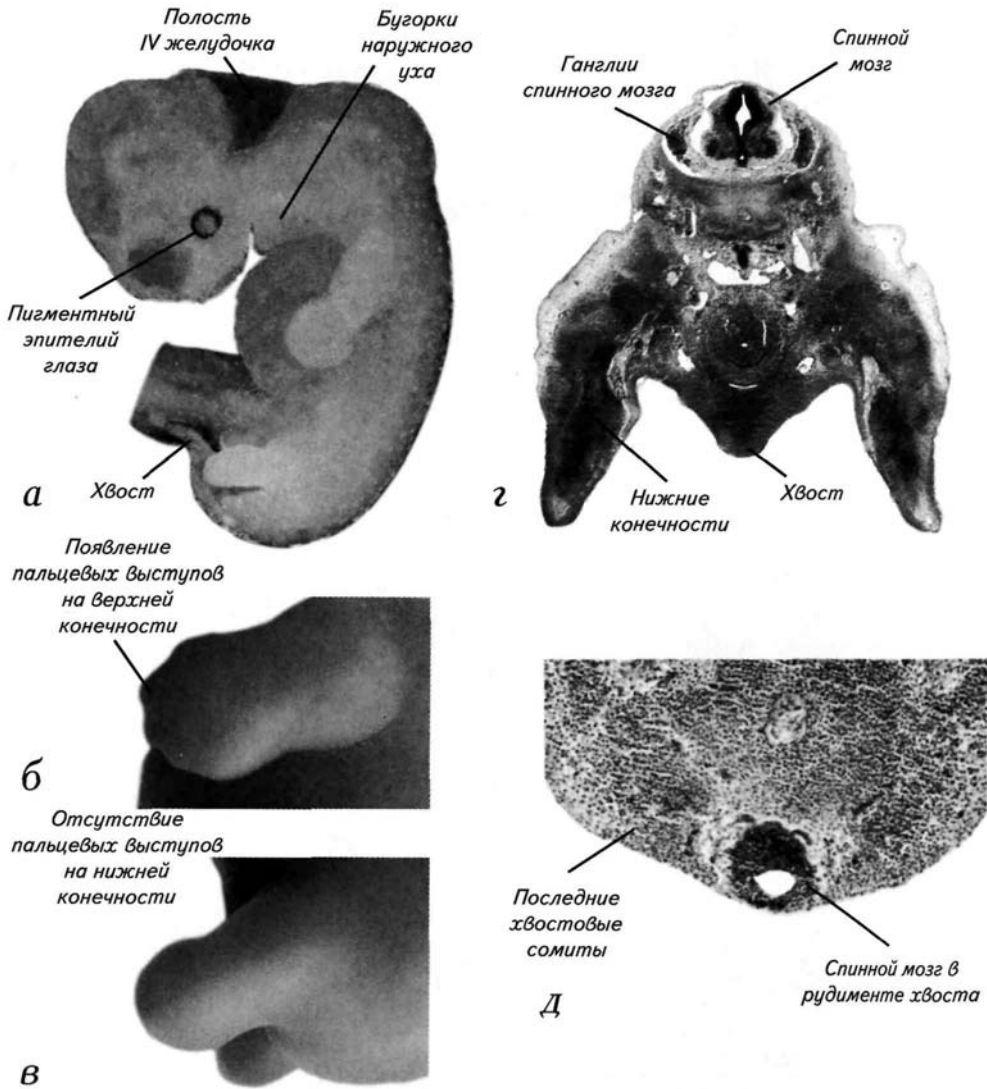 Полость
IV желудочка
Бугорки
наружного
уха
Пигментный
эпителий
глаза
Хвост
а
Ганглии
спинного мозга
Спинной
мозг
Нижние
конечности
Хвост
г
Появление
пальцевых выступов
на верхней
конечности
б
Отсутствие
пальцевых выступов
на нижней
конечности
в
Последние
хвостовые
сомиты
Спинной мозг в
рудименте хвоста
д